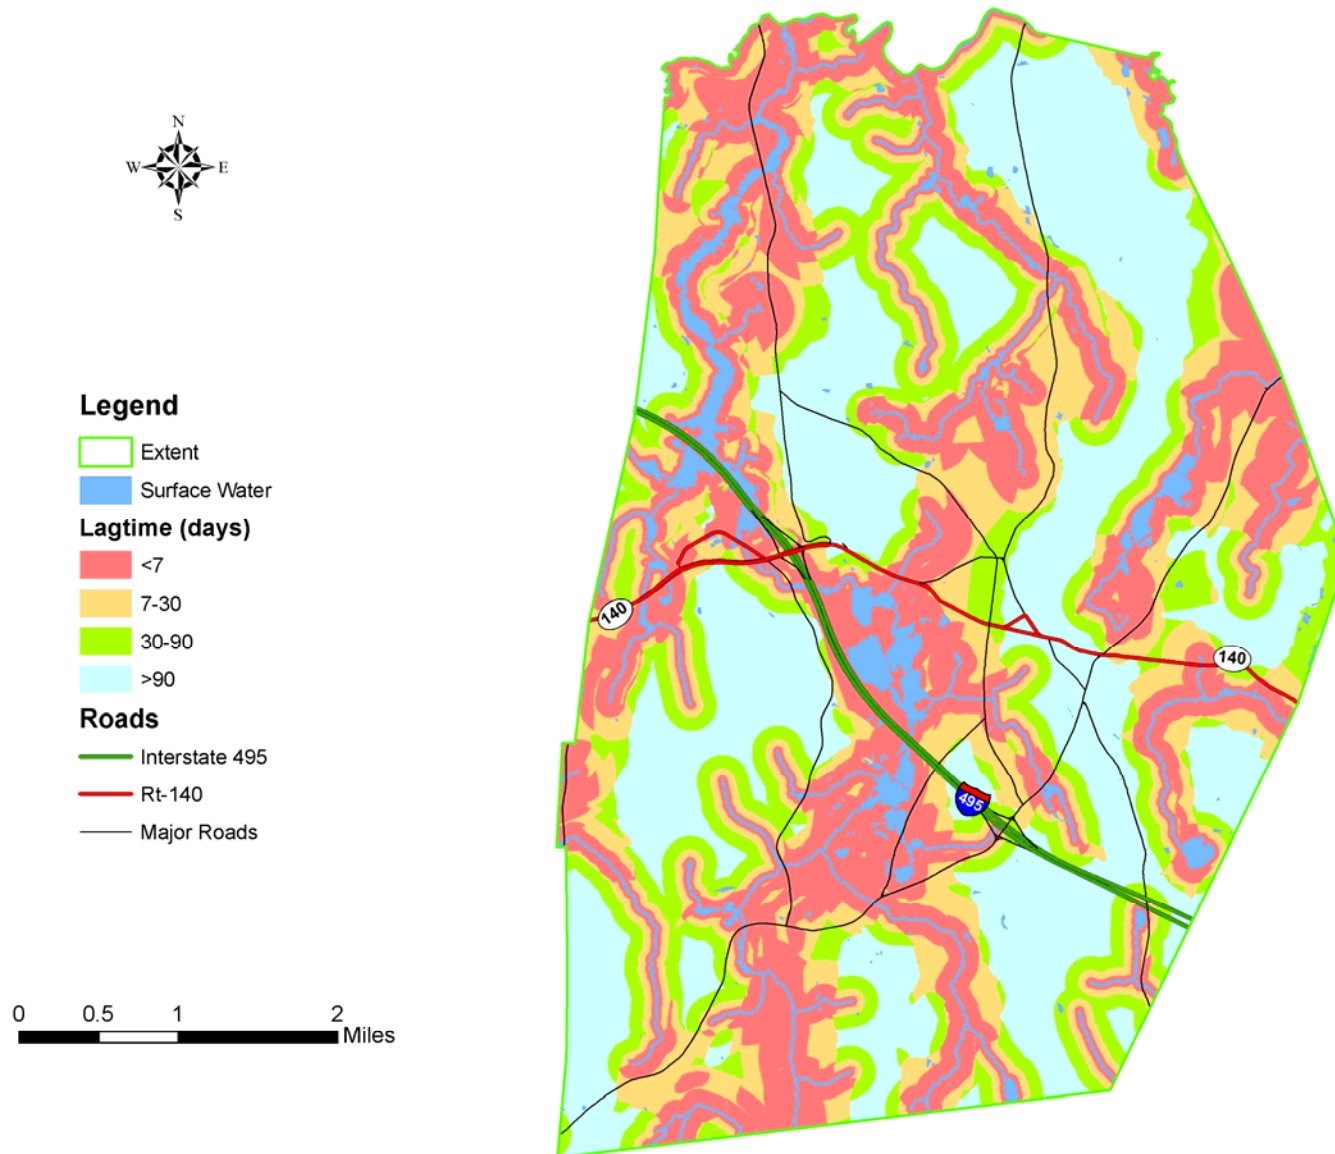 N
W E
S
Legend
Extent
Surface Water
Lagtime (days)
<7
7-30
30-90
>90
Roads
Interstate 495
Rt-140
Major Roads
0 0.5 1 2
Miles
140
140
495